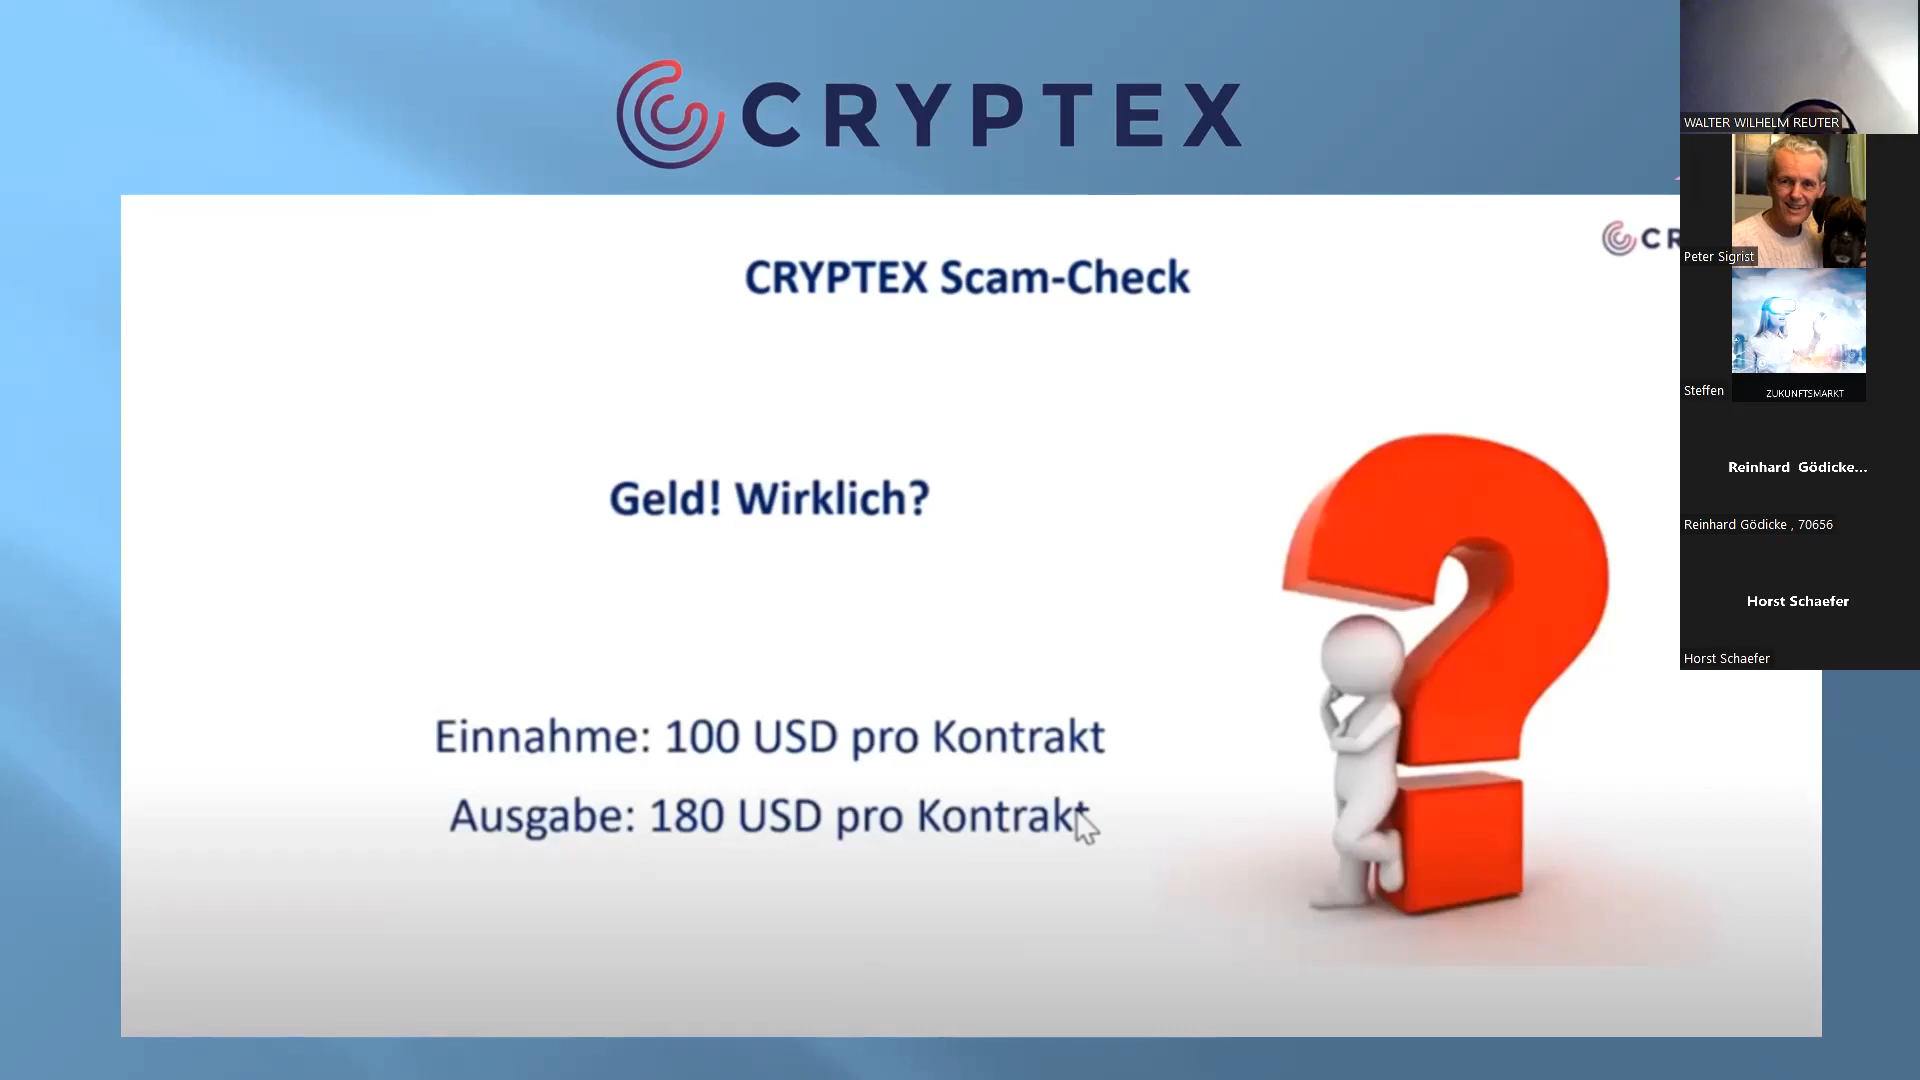 CRYPTEX
CR
CRYPTEX Scam-Check
Geld! Wirklich?
Einnahme: 100 USD pro Kontrakt
Ausgabe: 180 USD pro Kontrakt
WALTER WILHELM REUTER
Peter Sigrist
Steffen
ZUKUNFTSMARKT
Reinhard Gödicke...
Reinhard Gödicke , 70656
Horst Schaefer
Horst Schaefer